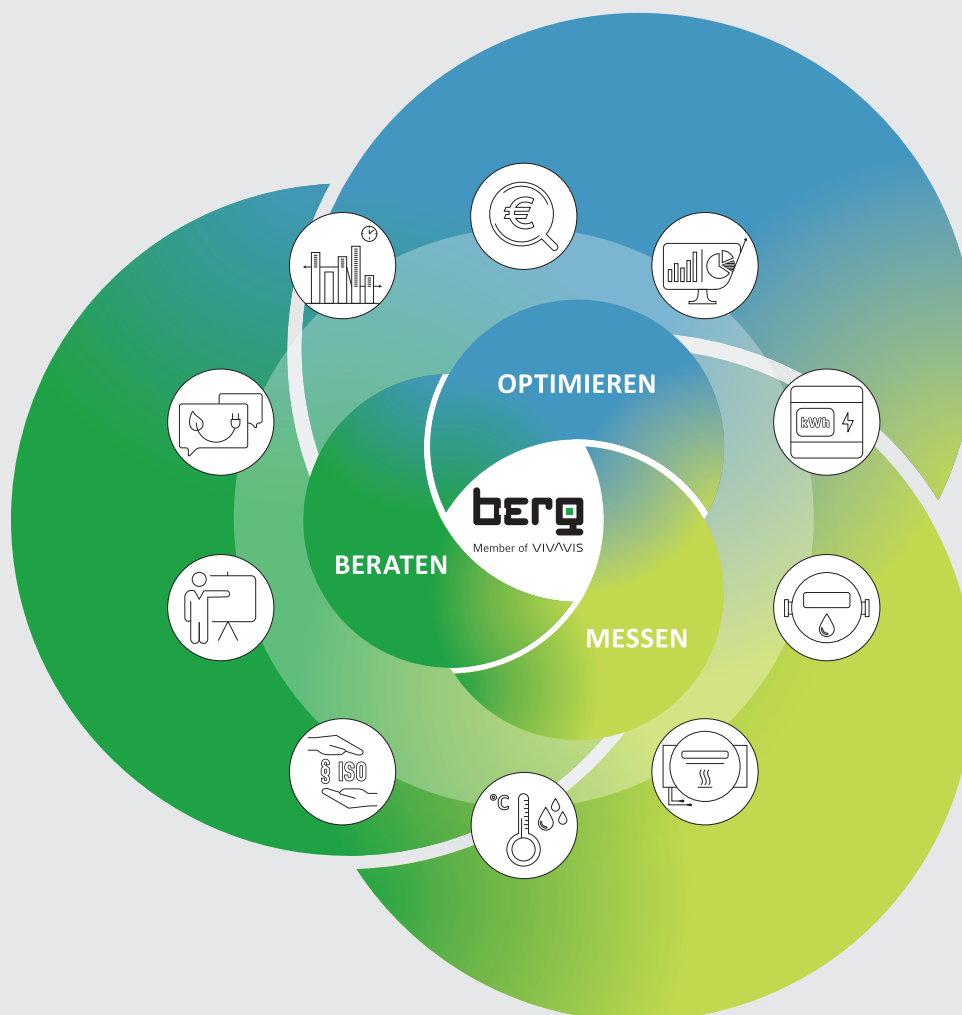 €
OPTIMIEREN
kWh
berg
Member of VIVAVIS
BERATEN
MESSEN
§ ISO
°C